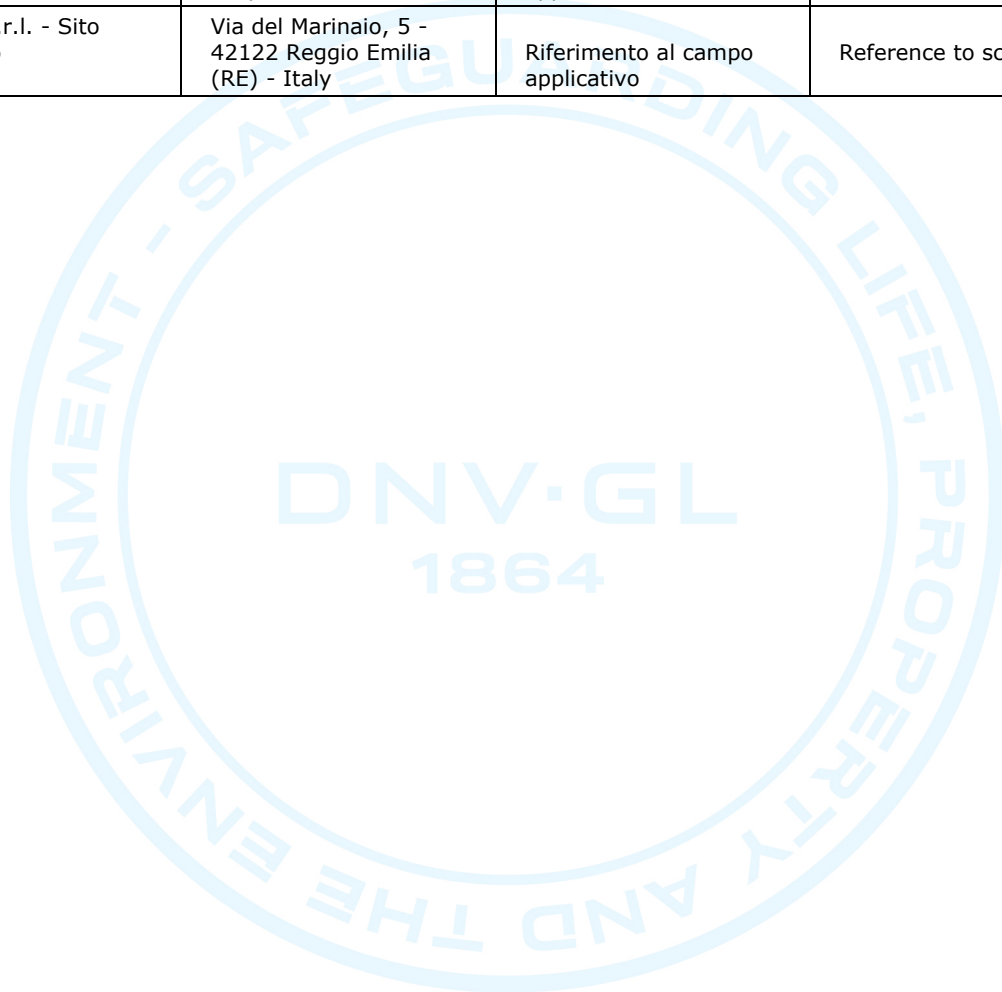 r.l. - Sito
Via del Marinaio, 5 -
42122 Reggio Emilia
(RE) - Italy
Riferimento al campo
applicativo
Reference to
SAFEGUARDING LIFE, PROPERTY AND THE ENVIRONMENT -
DNV·GL
1864